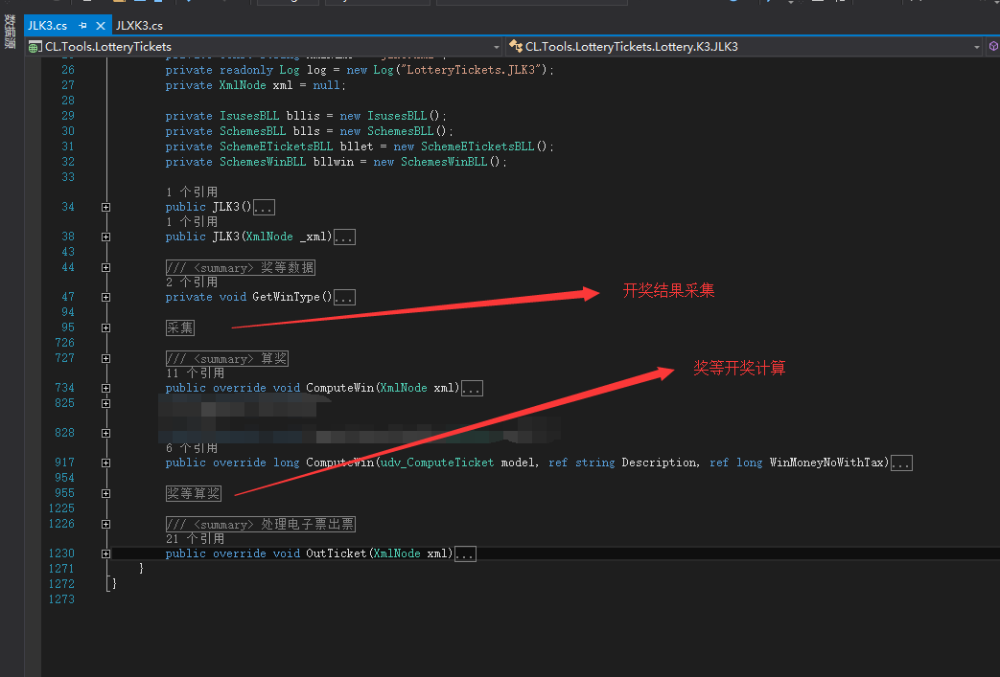 数据源
JLK3.cs JLXK3.cs
CL.Tools.LotteryTickets CL.Tools.LotteryTickets.Lottery.K3.JLK3
26 private readonly Log log = new Log("LotteryTickets.JLK3");
27 private XmlNode xml = null;
28
29 private IsusesBLL bllis = new IsusesBLL();
30 private SchemesBLL blls = new SchemesBLL();
31 private SchemeETicketsBLL bllet = new SchemeETicketsBLL();
32 private SchemesWinBLL bllwin = new SchemesWinBLL();
33
1 个引用
34 public JLK3()...
1 个引用
38 public JLK3(XmlNode _xml)...
43
44 /// <summary> 奖等数据
2 个引用
47 private void GetWinType()...
开奖结果采集
94
95 采集
726
727 /// <summary> 算奖
奖等开奖计算
11 个引用
734 public override void ComputeWin(XmlNode xml)...
825
828
6 个引用
917 public override long ComputeWin(udv_ComputeTicket model, ref string Description, ref long WinMoneyNoWithTax)...
954
955 奖等算奖
1225
1226 /// <summary> 处理电子票出票
21 个引用
1230 public override void OutTicket(XmlNode xml)...
1271 }
1272 }
1273